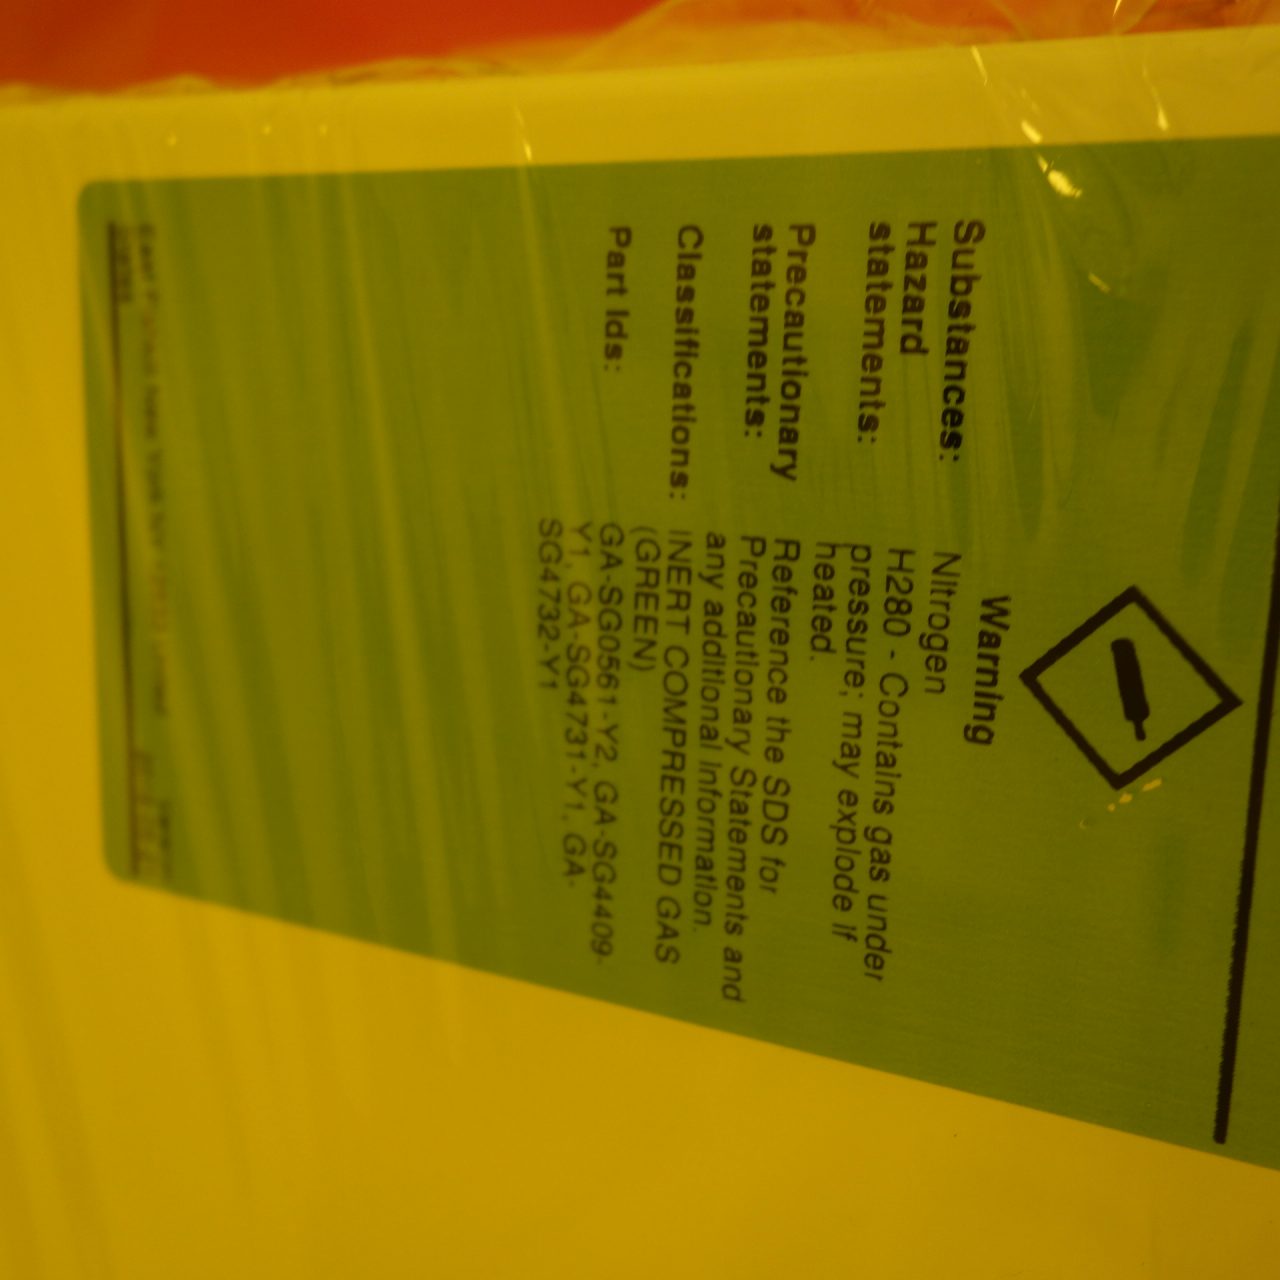 Warning
Substances: Nitrogen
Hazard statements: H280 - Contains gas under
pressure; may explode if
heated.
Precautionary statements: Reference the SDS for
Precautionary Statements and
any additional information.
Classifications: INERT COMPRESSED GAS
(GREEN)
Part Ids: GA-SG0561-Y2, GA-SG4409-
Y1, GA-SG4731-Y1, GA-
SG4732-Y1